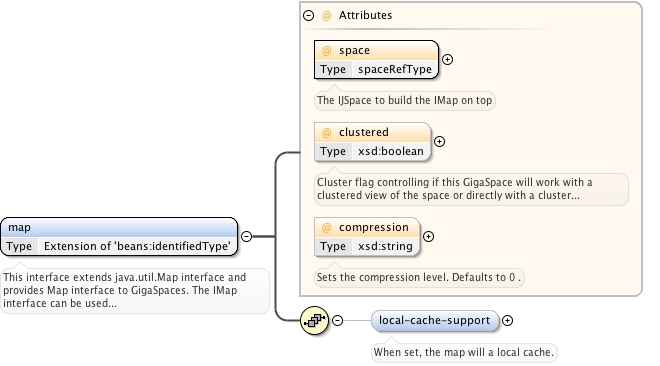 @ Attributes
@ space
Type spaceRefType
The IJSpace to build the IMap on top
@ clustered
Type xsd:boolean
Cluster flag controlling if this GigaSpace will work with a
clustered view of the space or directly with a cluster...
@ compression
Type xsd:string
Sets the compression level. Defaults to 0 .
map
Type Extension of 'beans:identifiedType'
This interface extends java.util.Map interface and
provides Map interface to GigaSpaces. The IMap
interface can be used...
local-cache-support
When set, the map will a local cache.